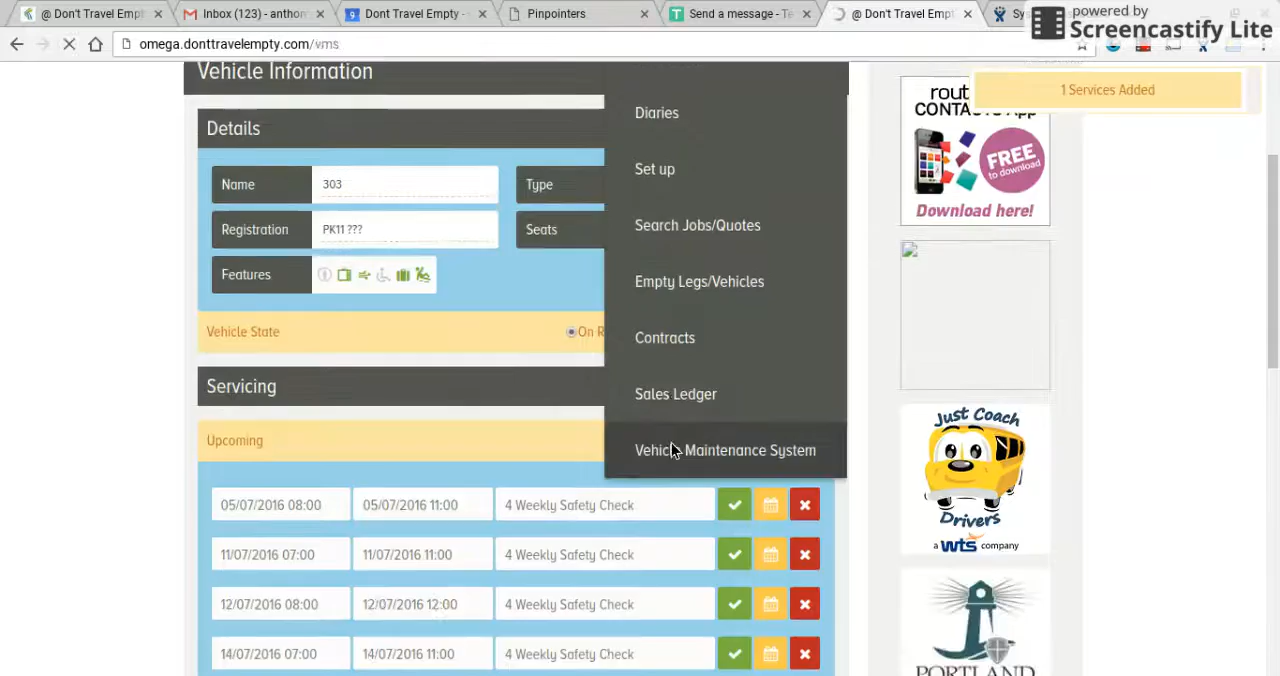 @ Don't Travel Empt
Inbox (123) - anthon
Dont Travel Empty -
Pinpointers
Send a message - Te
@ Don't Travel Empt
Sy
powered by
Screencastify Lite
omega.donttravelempty.com/vms
Vehicle Information
Details
Name
303
Type
Registration
PK11 ???
Seats
Features
Vehicle State
On R
Servicing
Upcoming
05/07/2016 08:00
05/07/2016 11:00
4 Weekly Safety Check
11/07/2016 07:00
11/07/2016 11:00
4 Weekly Safety Check
12/07/2016 08:00
12/07/2016 12:00
4 Weekly Safety Check
14/07/2016
14/07/2016 11:00
4 Weekly Safety Check
Diaries
Set up
Search Jobs/Quotes
Empty Legs/Vehicles
Contracts
Sales Ledger
Vehicle Maintenance System
1 Services Added
rout
CONTACTS App
FREE
to download
Download here!
Just Coach
Drivers
a wts company
PORTLAND